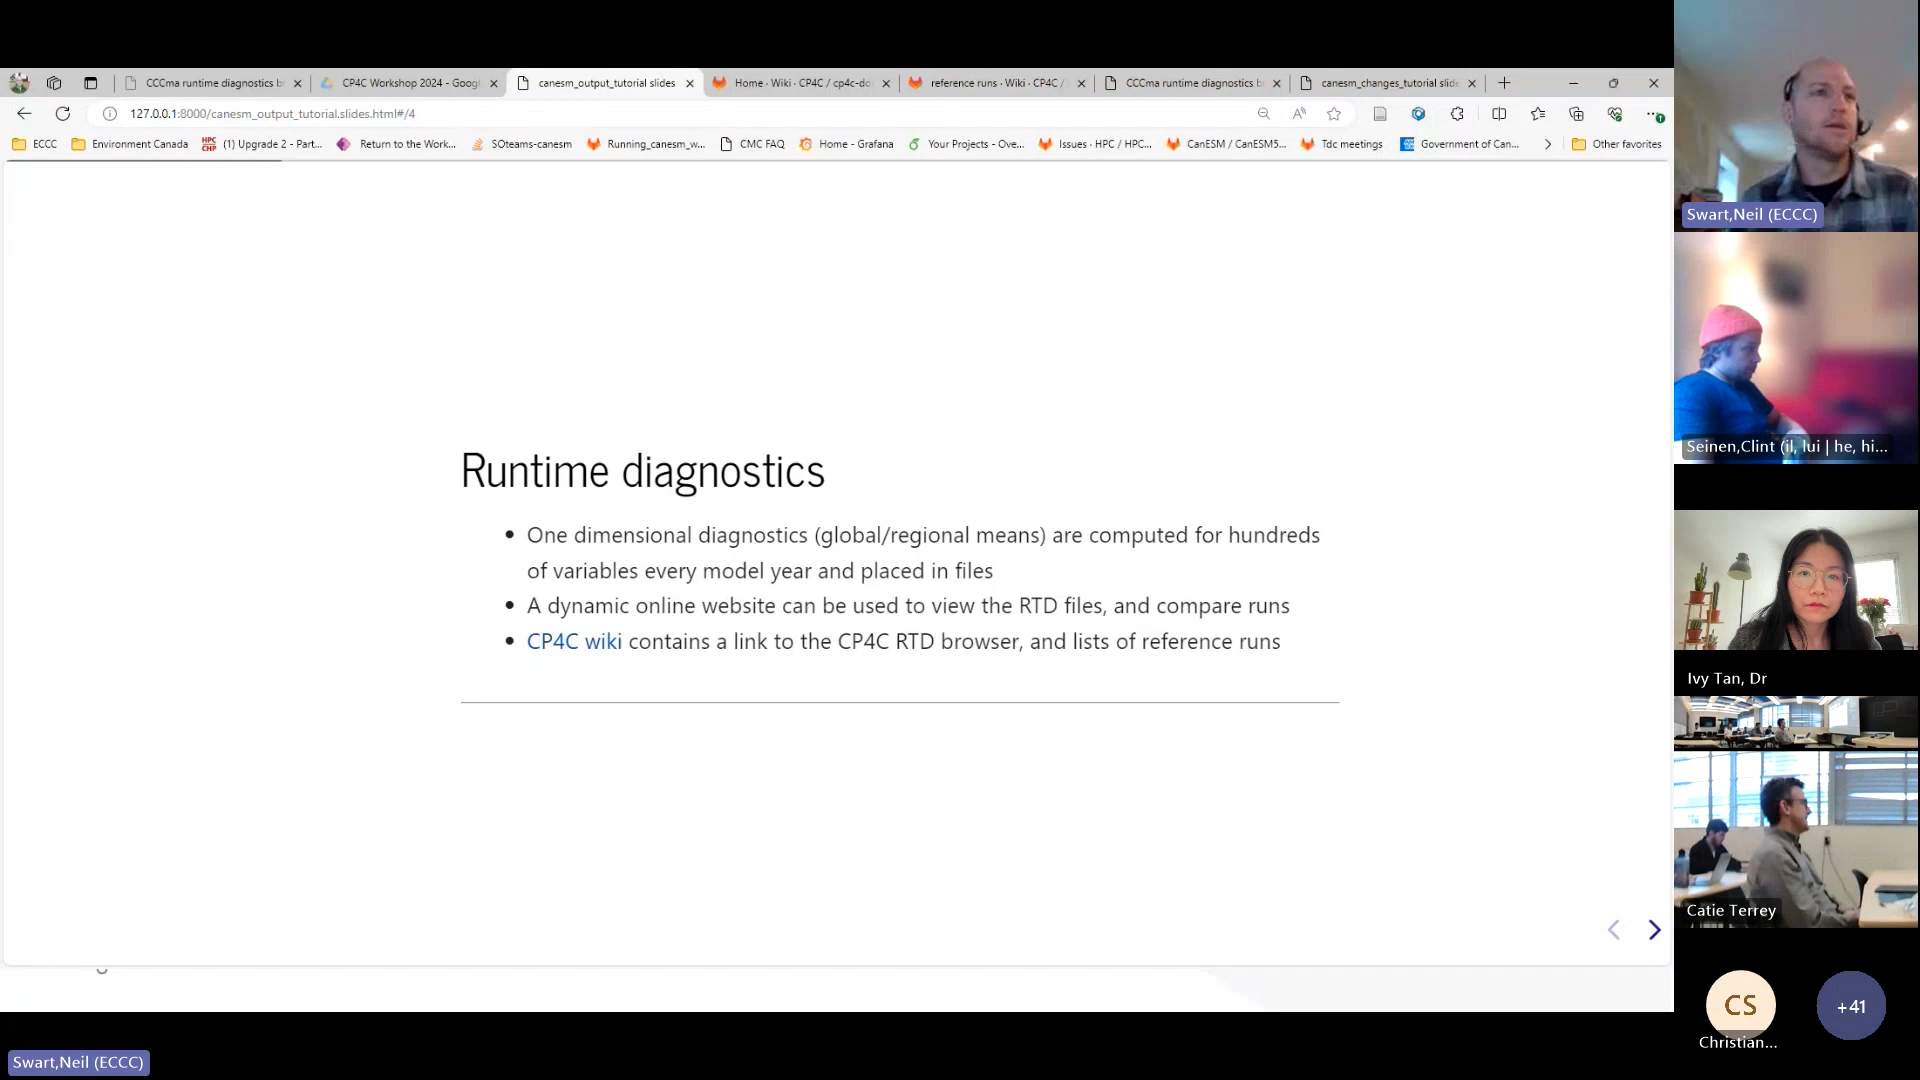 CCCma runtime diagnostics b
CP4C Workshop 2024 - Goog
canesm_output_tutorial slides
Home · Wiki · CP4C / cp4c-do
reference runs · Wiki · CP4C /
CCCma runtime diagnostics b
canesm_changes_tutorial slide
127.0.0.1:8000/canesm_output_tutorial.slides.html#/4
ECCC
Environment Canada
(1) Upgrade 2 - Part...
Return to the Work...
SOteams-canesm
Running_canesm_w...
CMC FAQ
Home - Grafana
Your Projects - Ove...
Issues · HPC / HPC...
CanESM / CanESM5...
Tdc meetings
Government of Can...
Other favorites
Runtime diagnostics
• One dimensional diagnostics (global/regional means) are computed for hundreds
of variables every model year and placed in files
• A dynamic online website can be used to view the RTD files, and compare runs
• CP4C wiki contains a link to the CP4C RTD browser, and lists of reference runs
Swart,Neil (ECCC)
Seinen,Clint (il, lui | he, hi...
Ivy Tan, Dr
Catie Terrey
CS
Christian...
+41
Swart,Neil (ECCC)